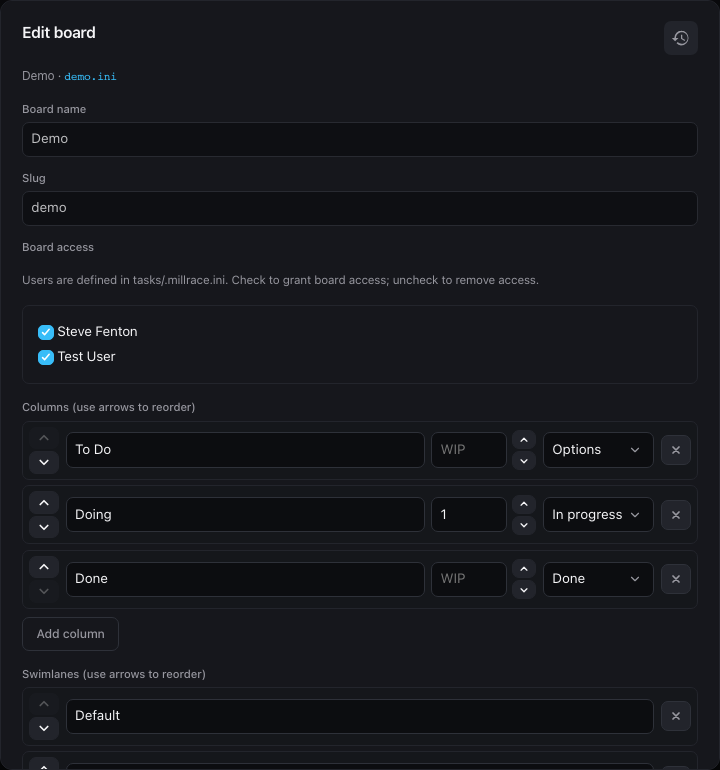 Edit board
Demo · demo.ini
Board name
Demo
Slug
demo
Board access
Users are defined in tasks/.millrace.ini. Check to grant board access; uncheck to remove access.
Steve Fenton
Test User
Columns (use arrows to reorder)
To Do WIP Options
Doing 1 In progress
Done WIP Done
Add column
Swimlanes (use arrows to reorder)
Default